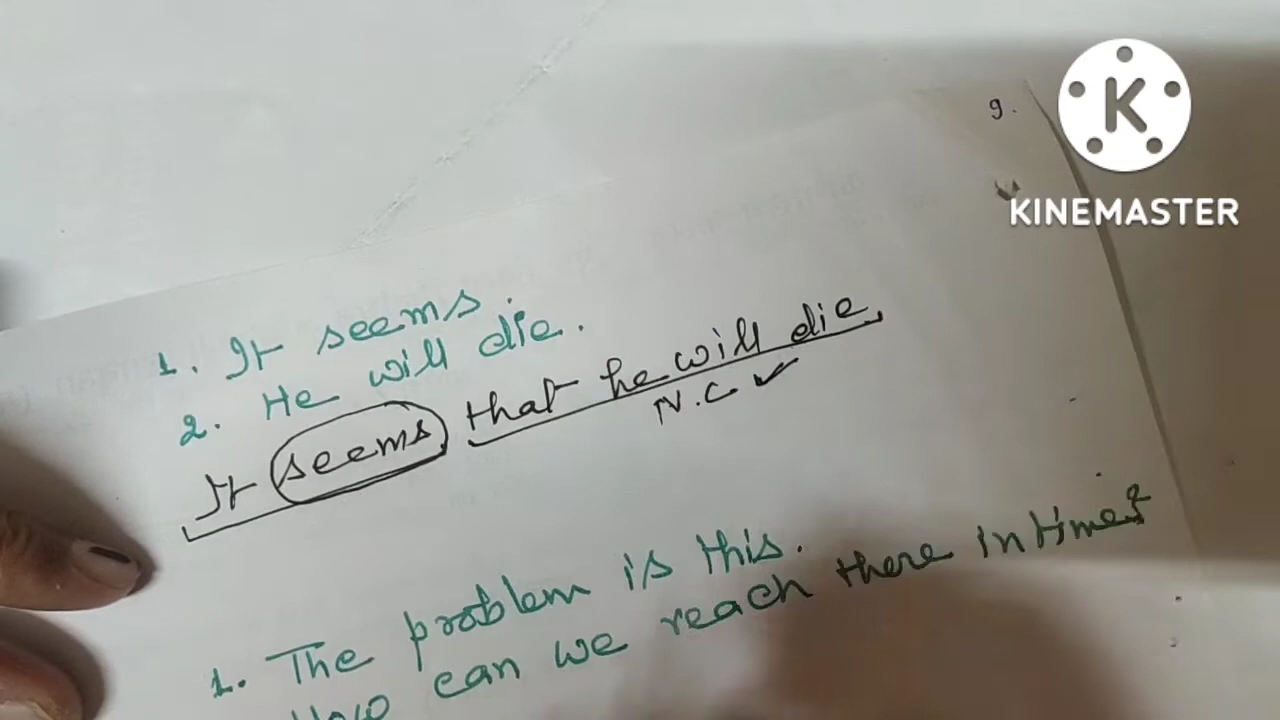 9.
KINEMASTER
1. It seems.
2. He will die.
It seems that he will die,
N.C ✓
1. The problem is this.
How can we reach there in time?